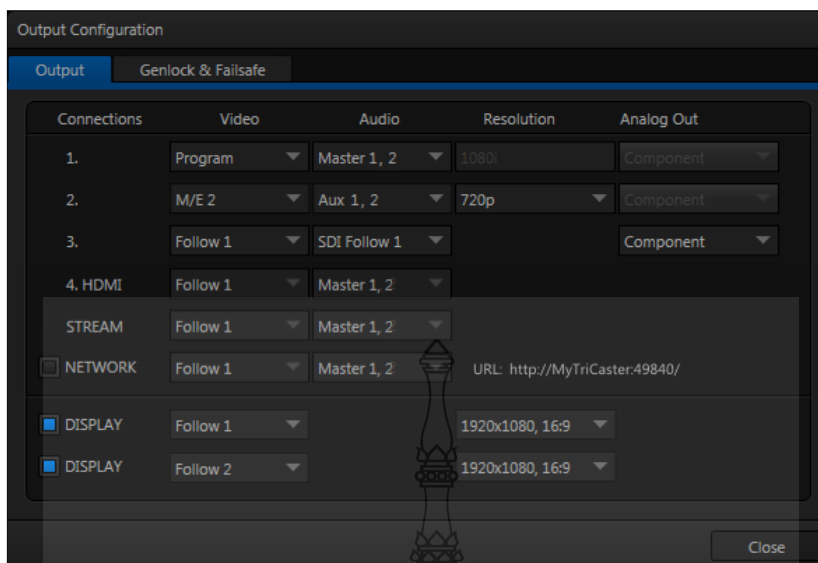 Output Configuration
Output Genlock & Failsafe
Connections Video Audio Resolution Analog Out
1. Program Master 1, 2 1080i Component
2. M/E 2 Aux 1, 2 720p Component
3. Follow 1 SDI Follow 1 Component
4. HDMI Follow 1 Master 1, 2
STREAM Follow 1 Master 1, 2
NETWORK Follow 1 Master 1, 2 URL: http://MyTriCaster:49840/
DISPLAY Follow 1 1920x1080, 16:9
DISPLAY Follow 2 1920x1080, 16:9
Close